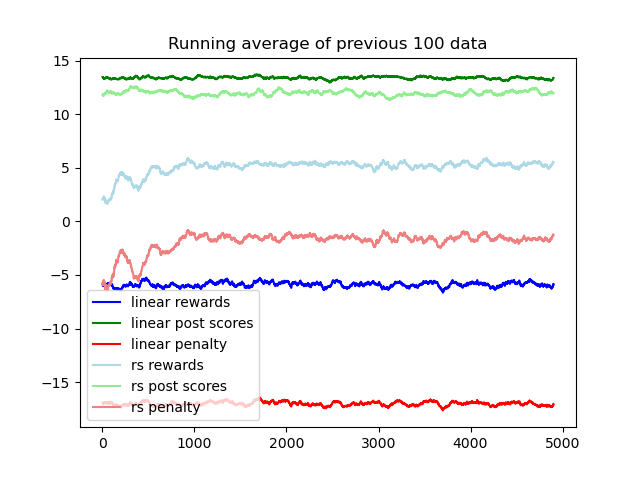 Running average of previous 100 data
15
10
5
0
−5
−10
−15
linear rewards
linear post scores
linear penalty
rs rewards
rs post scores
rs penalty
0 1000 2000 3000 4000 5000